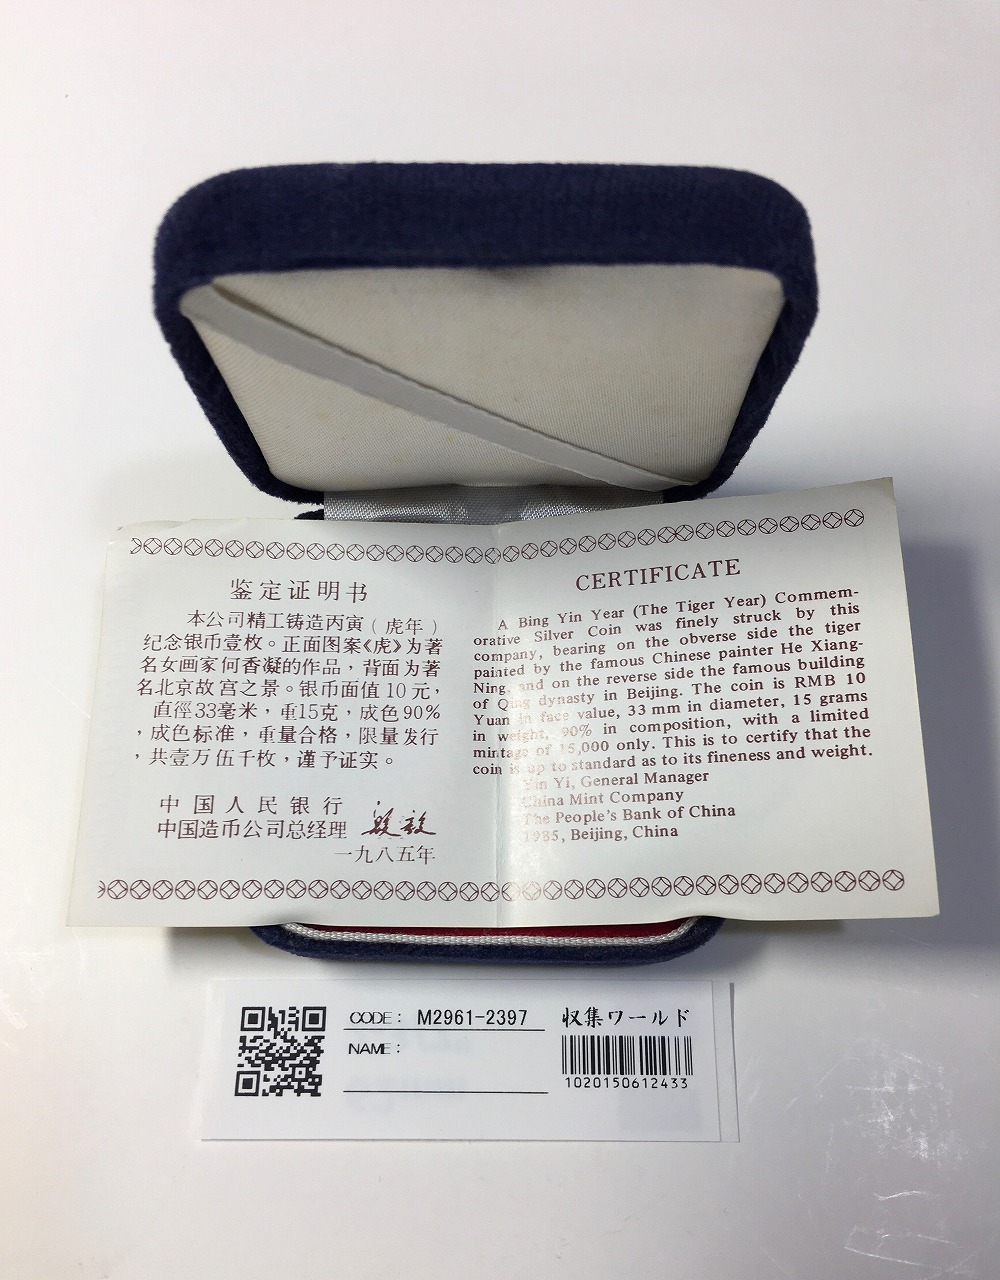 鉴定证明书
本公司精工铸造丙寅(虎年)
纪念银币壹枚。正面图案《虎》为著
名女画家何香凝的作品，背面为著
名北京故宫之景。银币面值10元，
直徑33毫米，重15克，成色90%
，成色标准，重量合格，限量发行
，共壹万伍千枚，谨予证实。
中国人民银行
中国造币公司总经理
一九八五年
CERTIFICATE
A Bing Yin Year (The Tiger Year) Commem-
orative Silver Coin was finely struck by this
company, bearing on the obverse side the tiger
painted by the famous Chinese painter He Xiang-
Ning, and on the reverse side the famous building
of Qing dynasty in Beijing. The coin is RMB 10
Yuan in face value, 33 mm in diameter, 15 grams
in weight, 90% in composition, with a limited
mintage of 15,000 only. This is to certify that the
coin is up to standard as to its fineness and weight.
Yin Yi, General Manager
China Mint Company
The People's Bank of China
1985, Beijing, China
CODE: M2961-2397
NAME:
収集ワールド
1020150612433